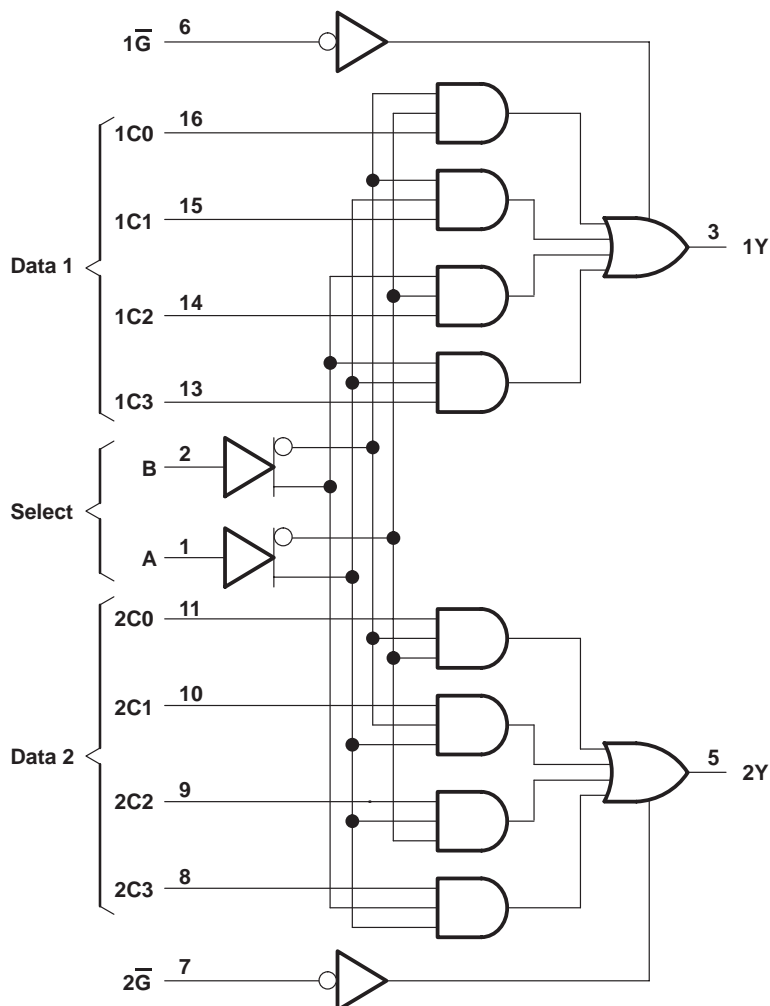 1G̅ 6
1C0 16
1C1 15
3 1Y
Data 1
1C2 14
1C3 13
B 2
Select
A 1
2C0 11
2C1 10
Data 2
5 2Y
2C2 9
2C3 8
2G̅ 7